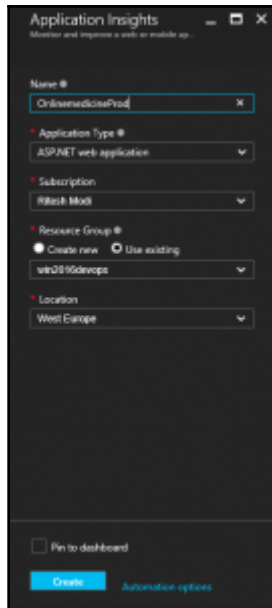 Application Insights
Monitor and improve a web or mobile ap...
Name
OnlinemedicineProd
* Application Type
ASP.NET web application
* Subscription
Ritesh Modi
* Resource Group
Create new Use existing
win2016devops
* Location
West Europe
Pin to dashboard
Create Automation options